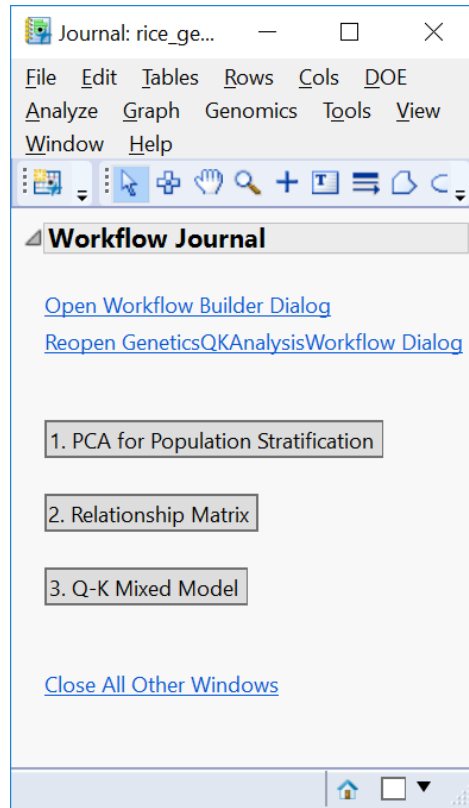 Journal: rice_ge...
File Edit Tables Rows Cols DOE
Analyze Graph Genomics Tools View
Window Help
Workflow Journal
Open Workflow Builder Dialog
Reopen GeneticsQKAnalysisWorkflow Dialog
1. PCA for Population Stratification
2. Relationship Matrix
3. Q-K Mixed Model
Close All Other Windows